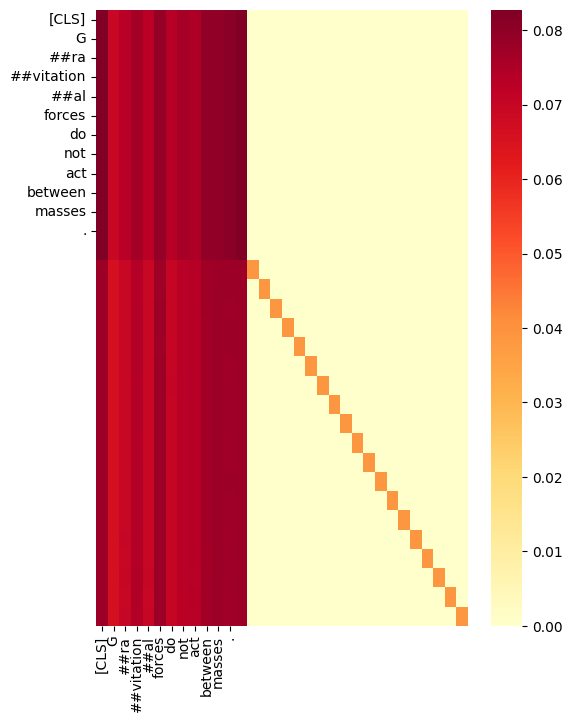 [CLS]
G
##ra
##vitation
##al
forces
do
not
act
between
masses
.
0.08
0.07
0.06
0.05
0.04
0.03
0.02
0.01
0.00
[CLS]
G
##ra
##vitation
##al
forces
do
not
act
between
masses
.